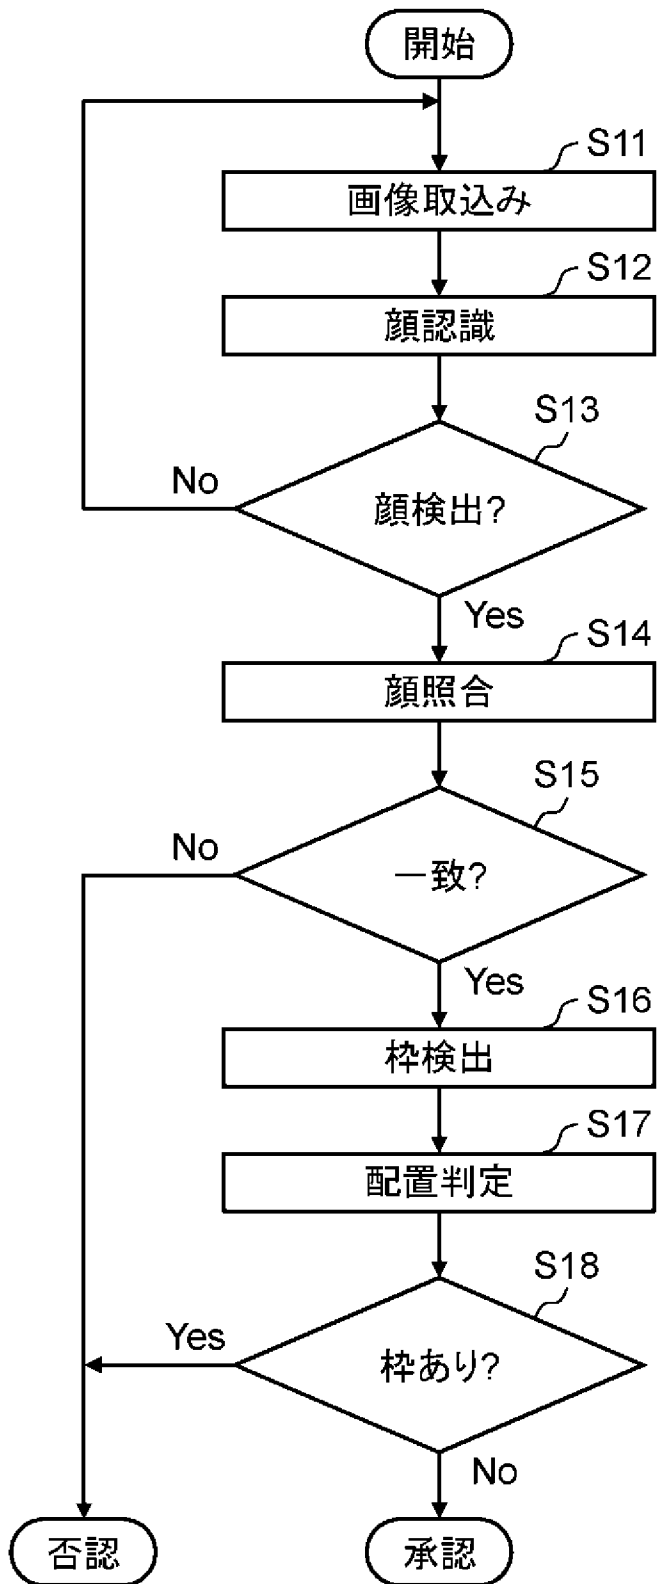 開始
S11
画像取込み
S12
顔認識
S13
No
顔検出?
Yes
S14
顔照合
S15
No
一致?
Yes
S16
枠検出
S17
配置判定
S18
Yes
枠あり?
No
否認
承認